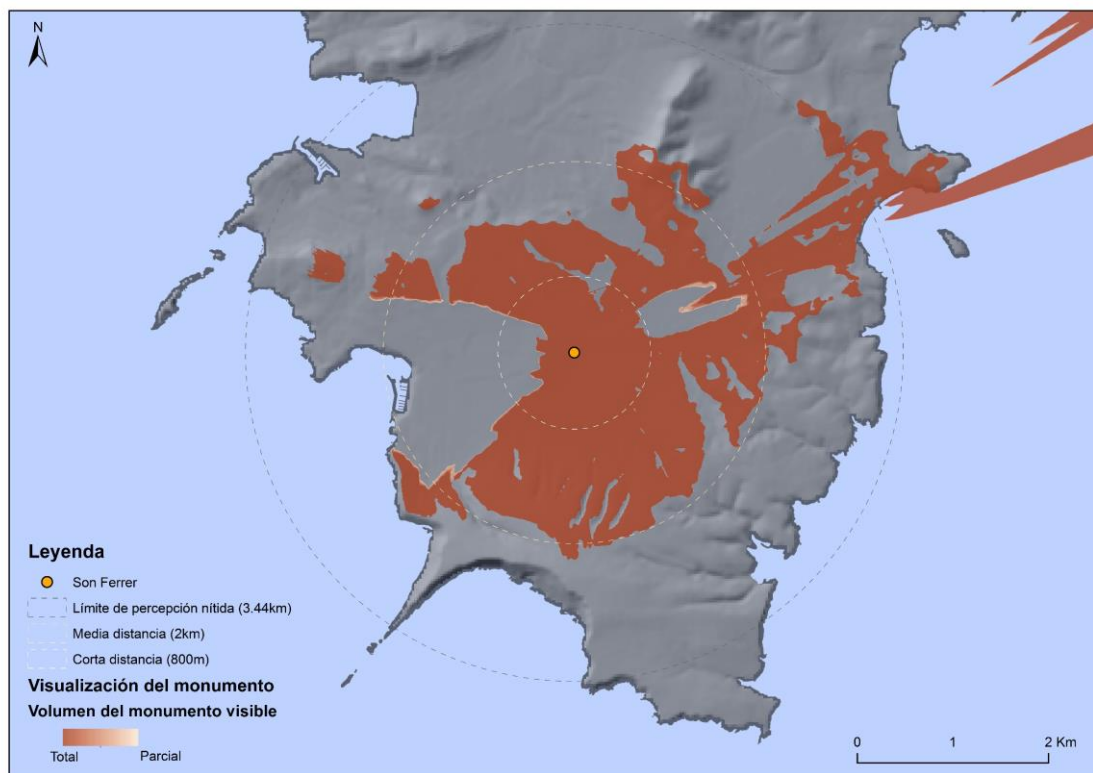 N
Leyenda
Son Ferrer
Límite de percepción nítida (3.44km)
Media distancia (2km)
Corta distancia (800m)
Visualización del monumento
Volumen del monumento visible
Total Parcial
0 1 2 Km